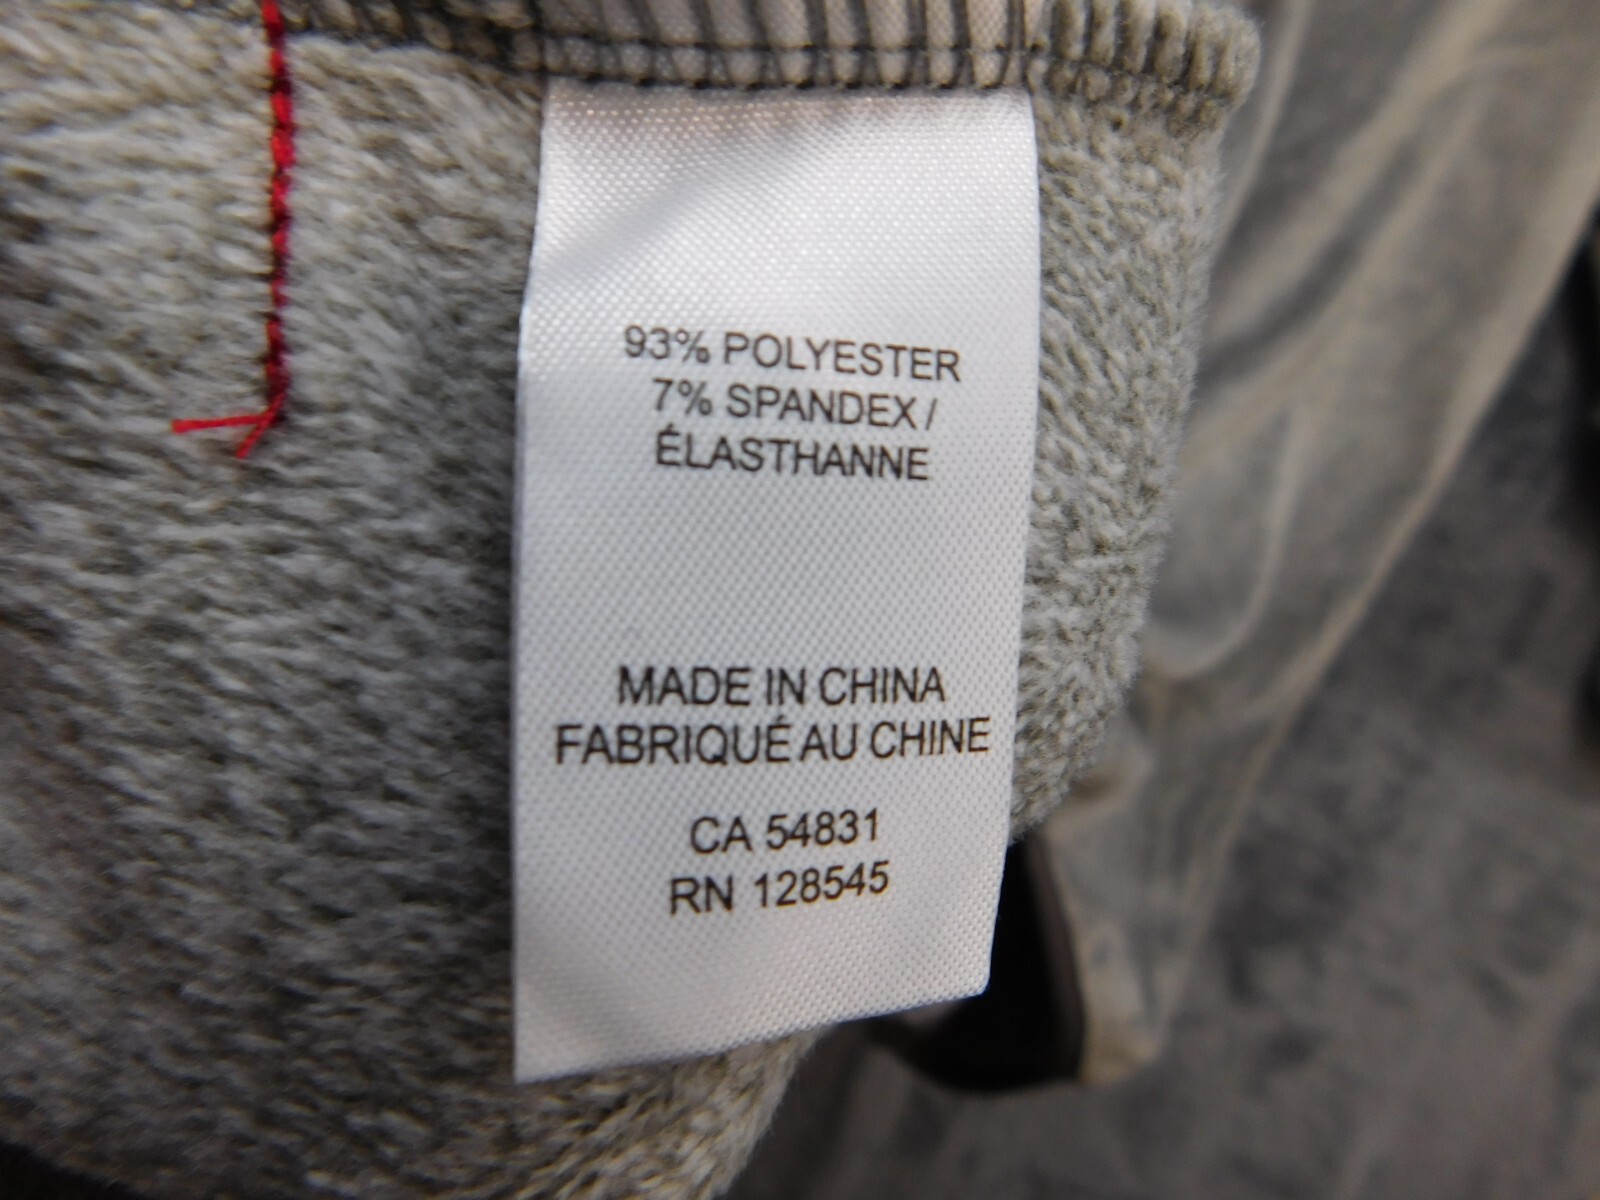 93% POLYESTER
7% SPANDEX /
ÉLASTHANNE
MADE IN CHINA
FABRIQUÉ AU CHINE
CA 54831
RN 128545